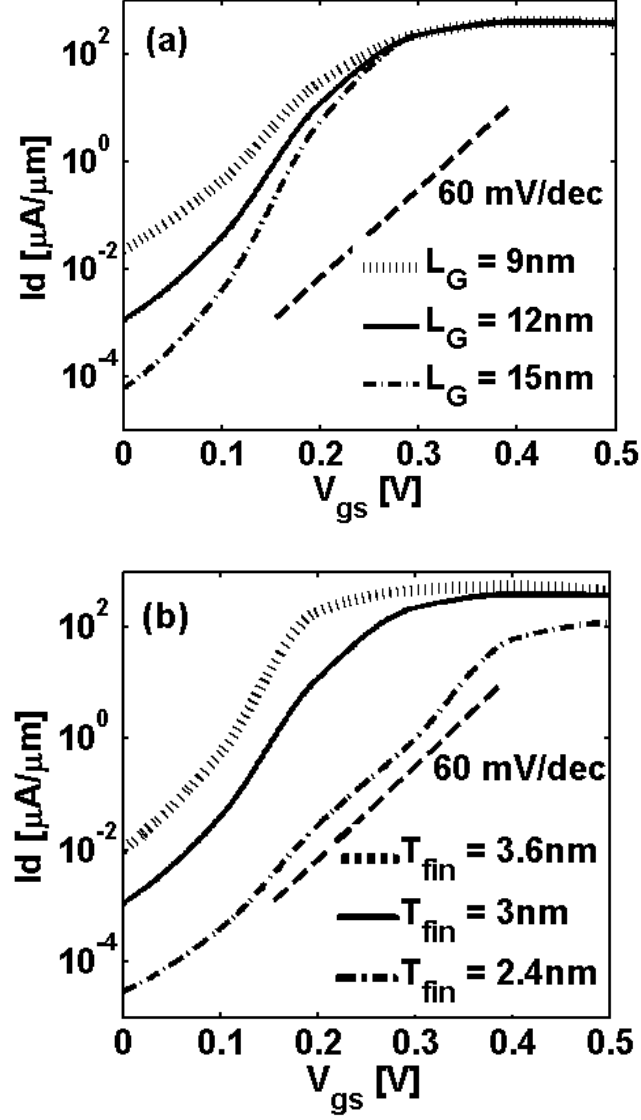 (a)
Id [µA/µm]
10^2
10^0
10^-2
10^-4
60 mV/dec
L_G = 9nm
L_G = 12nm
L_G = 15nm
0 0.1 0.2 0.3 0.4 0.5
V_gs [V]
(b)
Id [µA/µm]
10^2
10^0
10^-2
10^-4
60 mV/dec
T_fin = 3.6nm
T_fin = 3nm
T_fin = 2.4nm
0 0.1 0.2 0.3 0.4 0.5
V_gs [V]